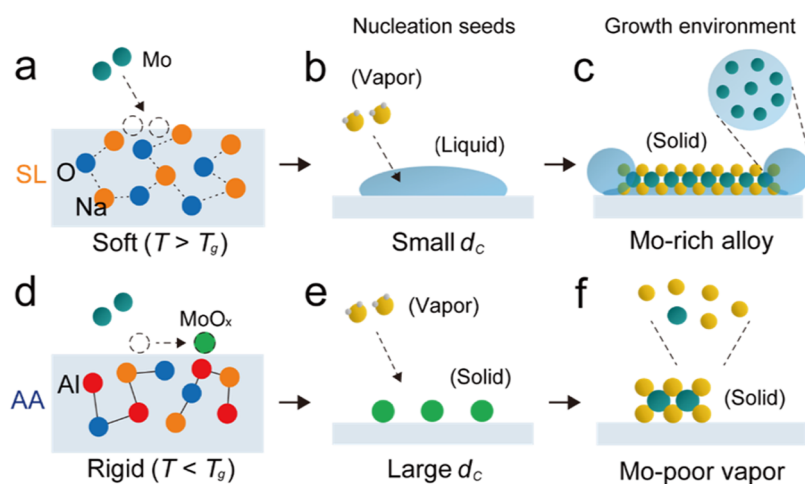 Nucleation seeds
Growth environment
a
Mo
b
(Vapor)
(Liquid)
c
(Solid)
SL
O
Na
Soft (T > Tg)
Small dC
Mo-rich alloy
d
MoOx
e
(Vapor)
(Solid)
f
(Solid)
AA
Al
Rigid (T < Tg)
Large dC
Mo-poor vapor